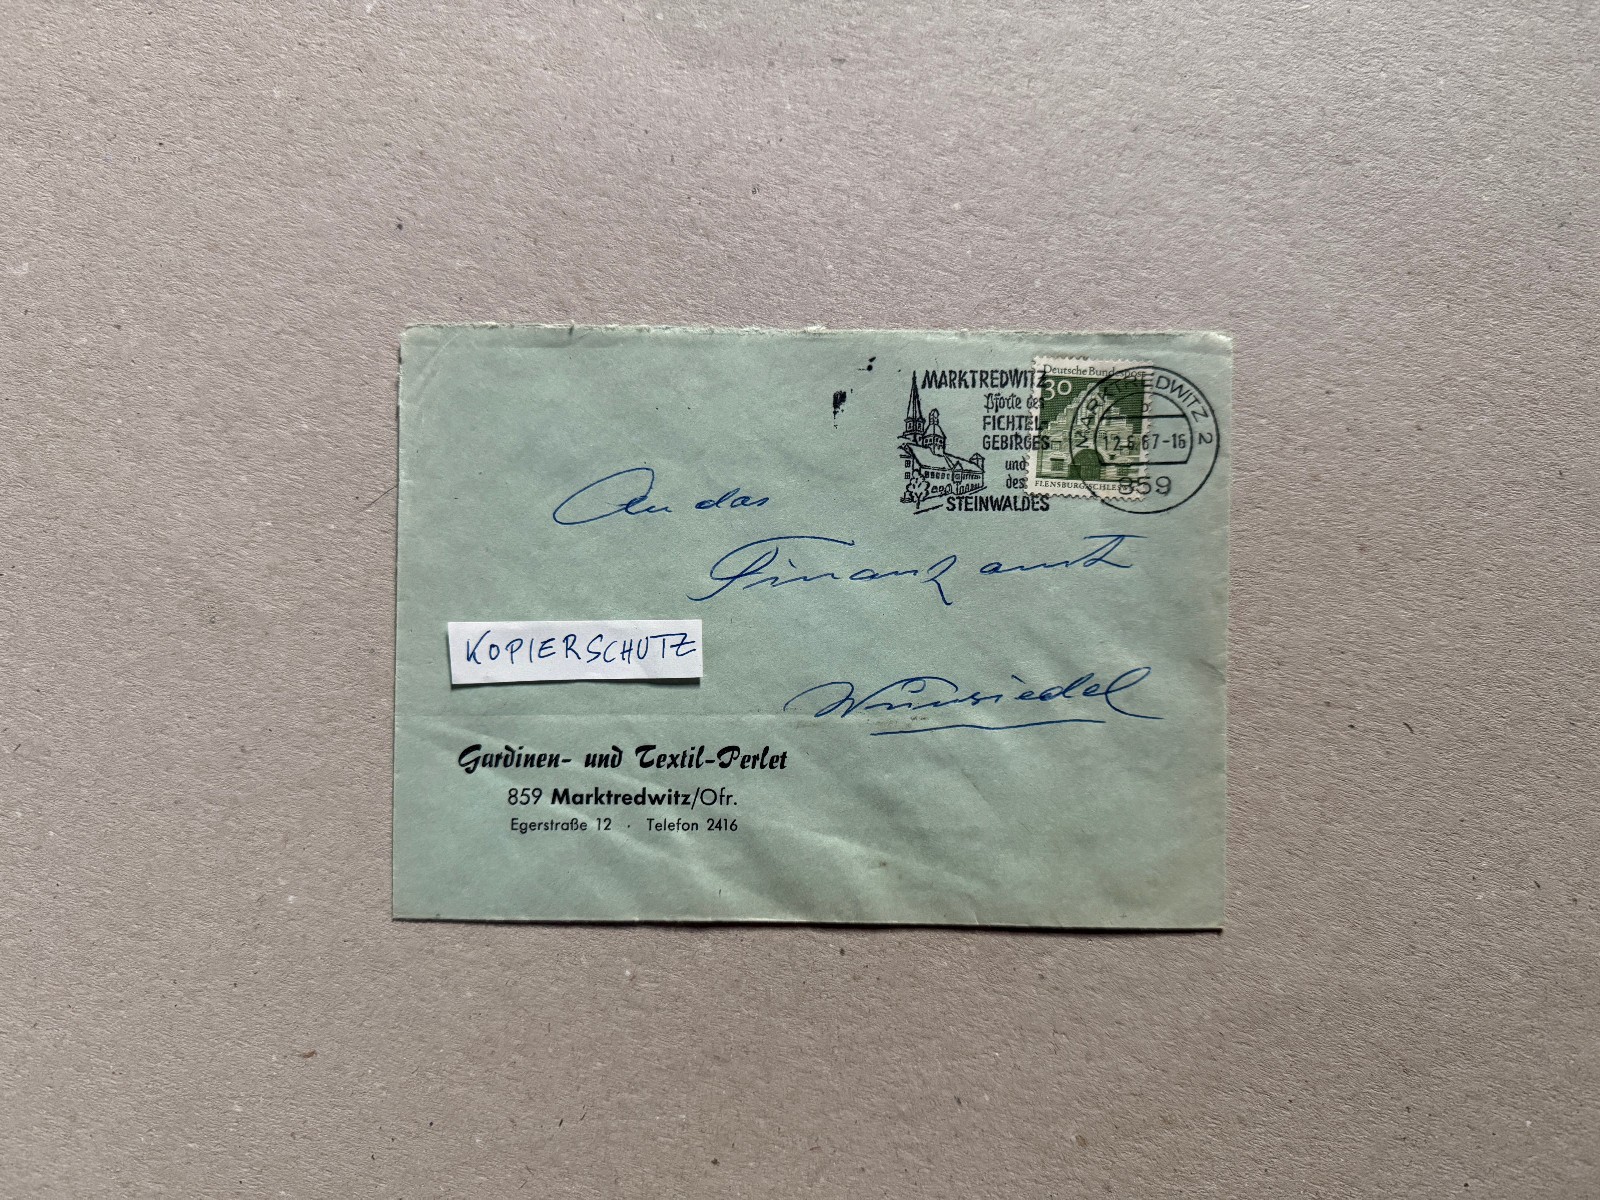 MARKTREDWITZ
Pforte des
FICHTEL-
GEBIRGES
und
des
STEINWALDES
Deutsche Bundespost
30
FLENSBURG/SCHLESWIG
MARKTREDWITZ 2
12.6.67-16
859
An das
Finanzamt
Wunsiedel
KOPIERSCHUTZ
Gardinen- und Textil-Perlet
859 Marktredwitz/Ofr.
Egerstraße 12 · Telefon 2416